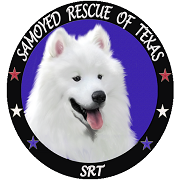 SAMOYED RESCUE OF TEXAS
SRT